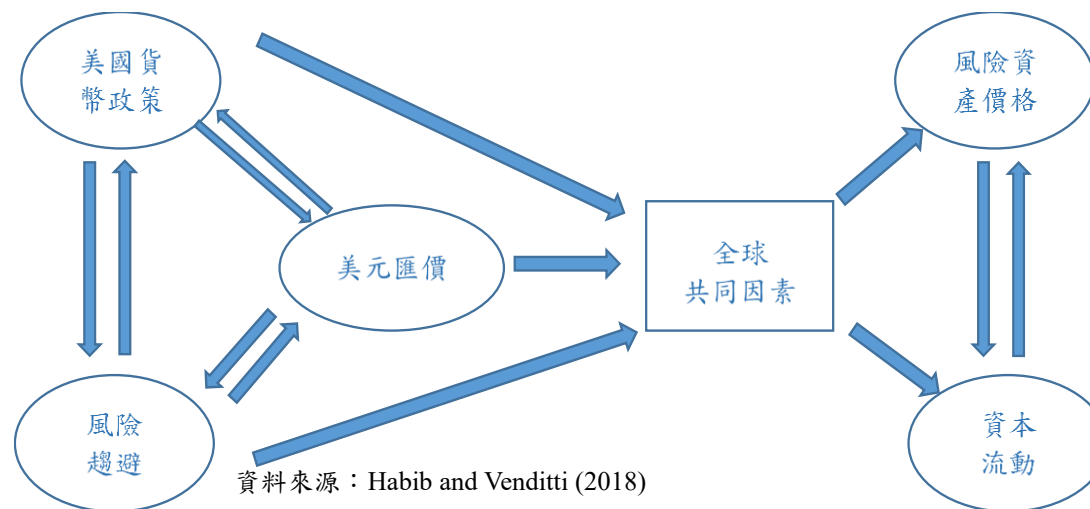 美國貨
幣政策
風險資
產價格
美元匯價
全球
共同因素
風險
趨避
資本
流動
資料來源：Habib and Venditti (2018)